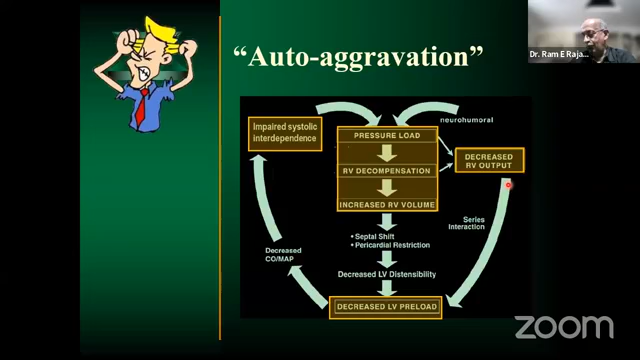 Dr. Ram E Raja...
"Auto-aggravation"
neurohumoral
Impaired systolic
interdependence
PRESSURE LOAD
RV DECOMPENSATION
INCREASED RV VOLUME
DECREASED
RV OUTPUT
• Septal Shift
• Pericardial Restriction
Series
Interaction
Decreased
CO/MAP
Decreased LV Distensibility
DECREASED LV PRELOAD
zoom